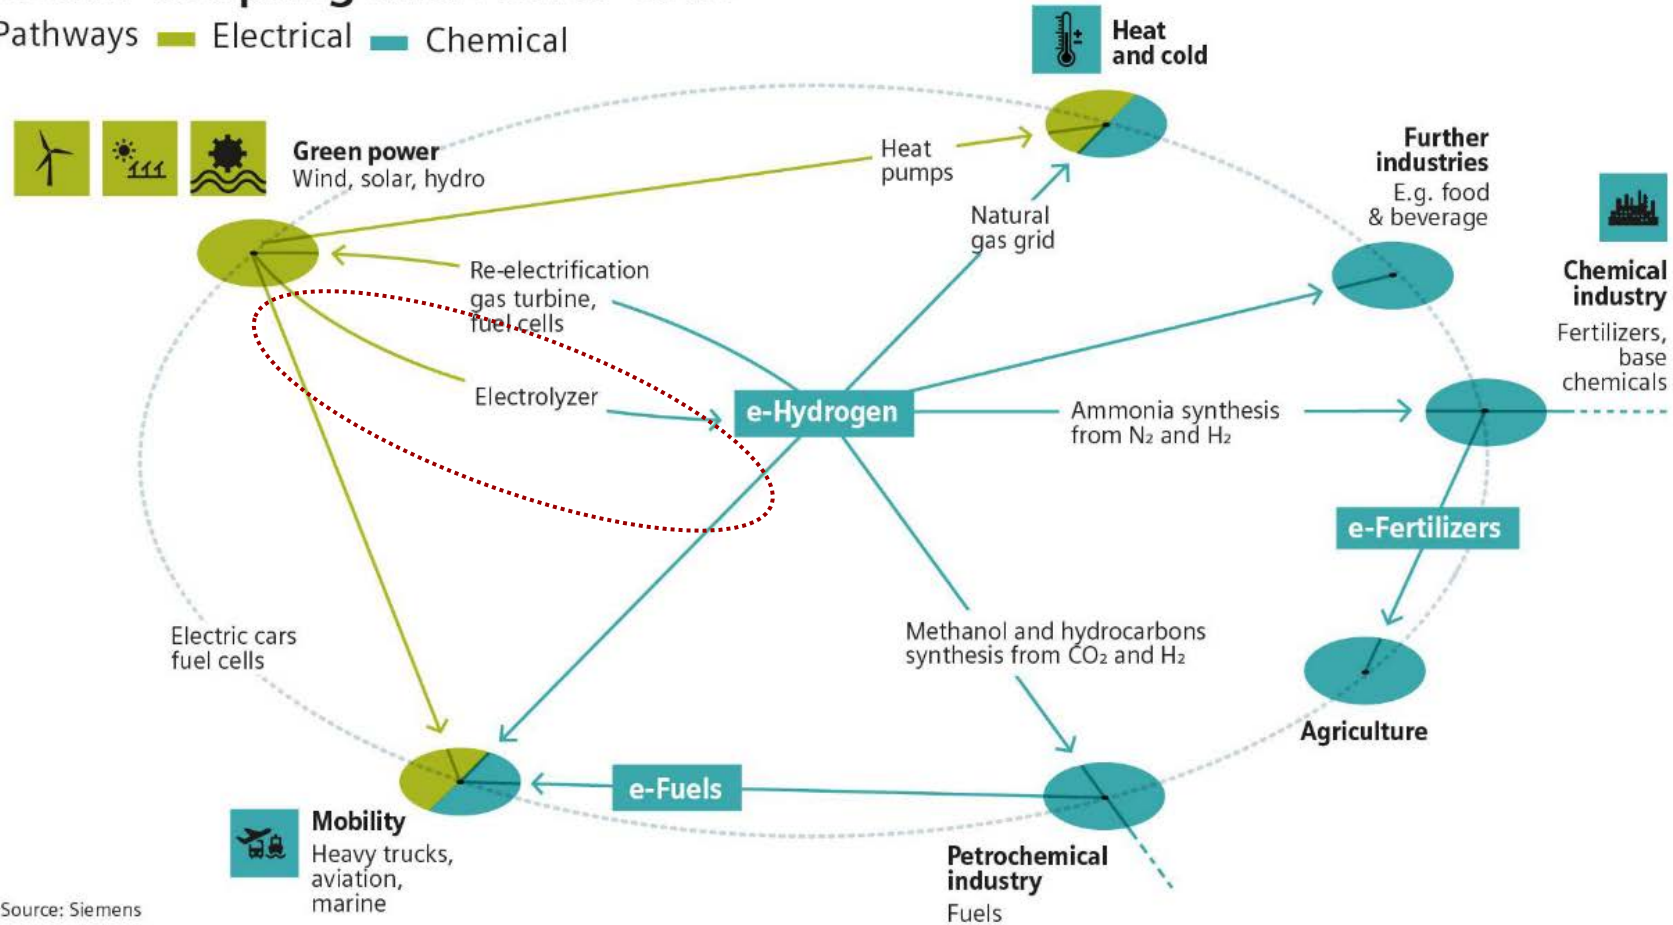 Pathways Electrical Chemical
Heat
and cold
Green power
Wind, solar, hydro
Heat
pumps
Further
industries
E.g. food
& beverage
Natural
gas grid
Chemical
industry
Fertilizers,
base
chemicals
Re-electrification
gas turbine,
fuel cells
Electrolyzer
e-Hydrogen
Ammonia synthesis
from N₂ and H₂
e-Fertilizers
Electric cars
fuel cells
Methanol and hydrocarbons
synthesis from CO₂ and H₂
Agriculture
e-Fuels
Mobility
Heavy trucks,
aviation,
marine
Petrochemical
industry
Fuels
Source: Siemens